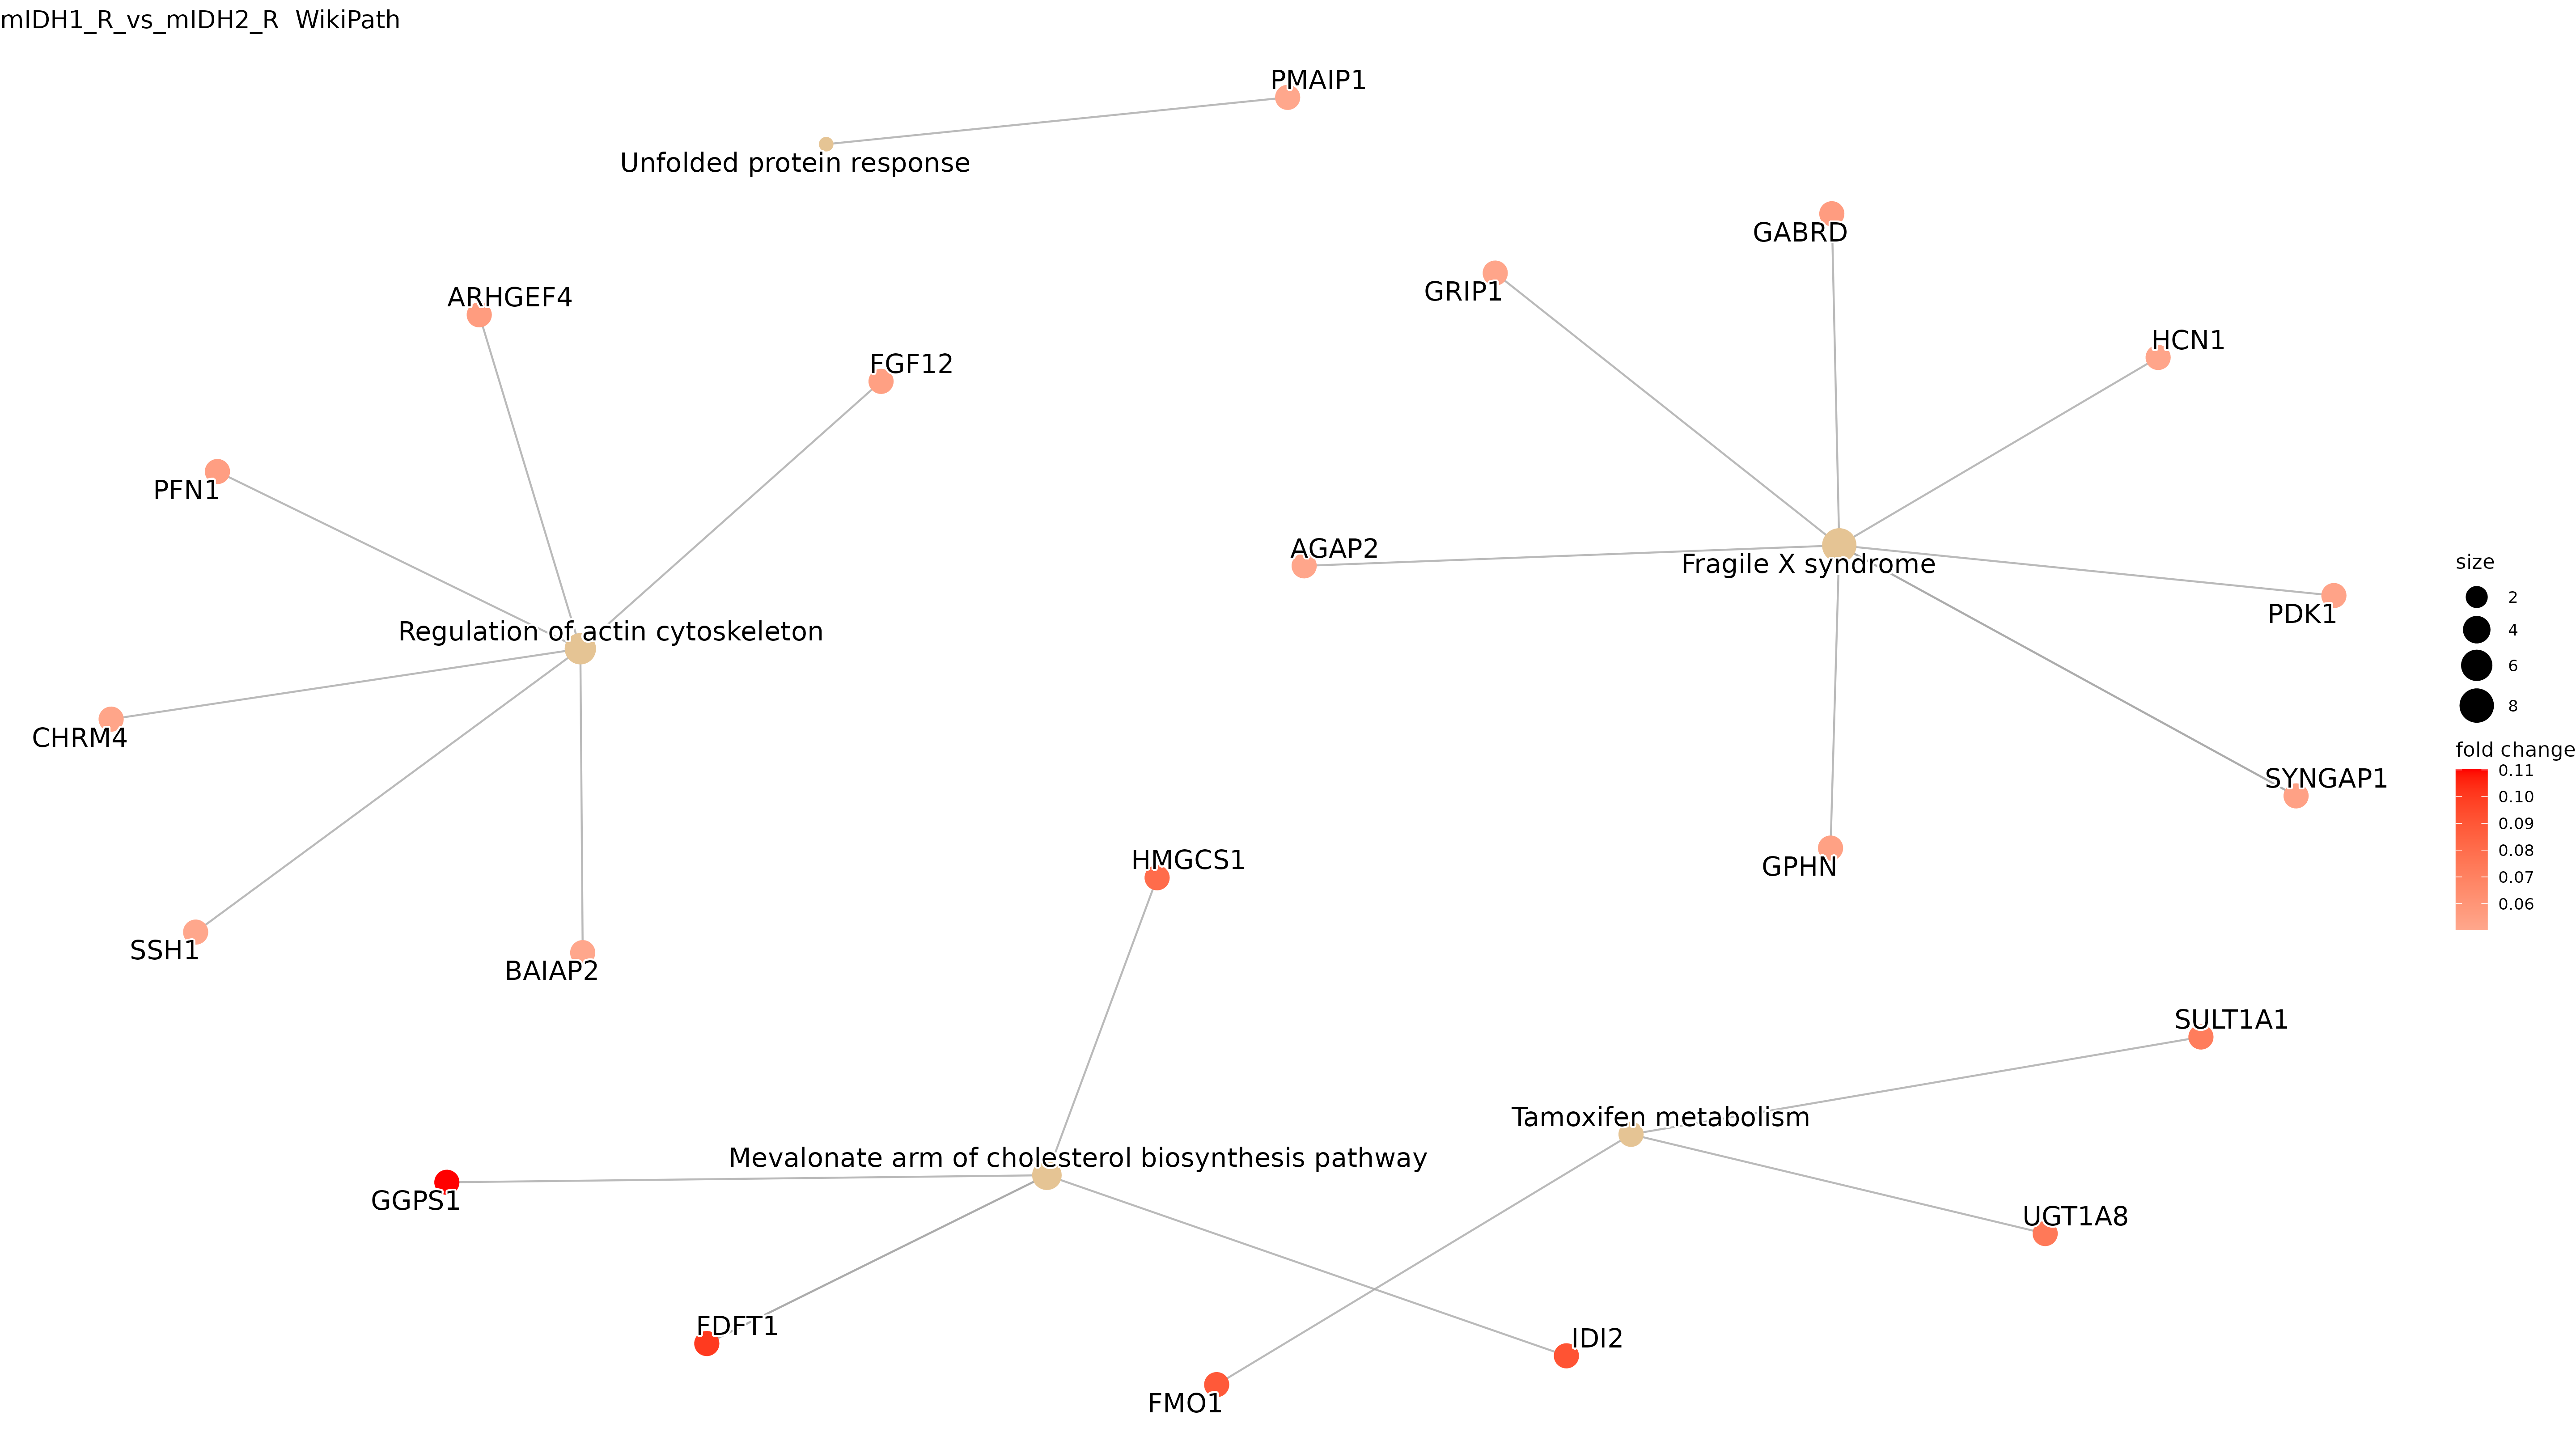 mIDH1_R_vs_mIDH2_R  WikiPath
PMAIP1
Unfolded protein response
GABRD
GRIP1
ARHGEF4
HCN1
FGF12
PFN1
AGAP2
Fragile X syndrome
PDK1
Regulation of actin cytoskeleton
CHRM4
SYNGAP1
HMGCS1
GPHN
SSH1
BAIAP2
SULT1A1
Tamoxifen metabolism
Mevalonate arm of cholesterol biosynthesis pathway
GGPS1
UGT1A8
FDFT1
IDI2
FMO1
size
2
4
6
8
fold change
0.11
0.10
0.09
0.08
0.07
0.06